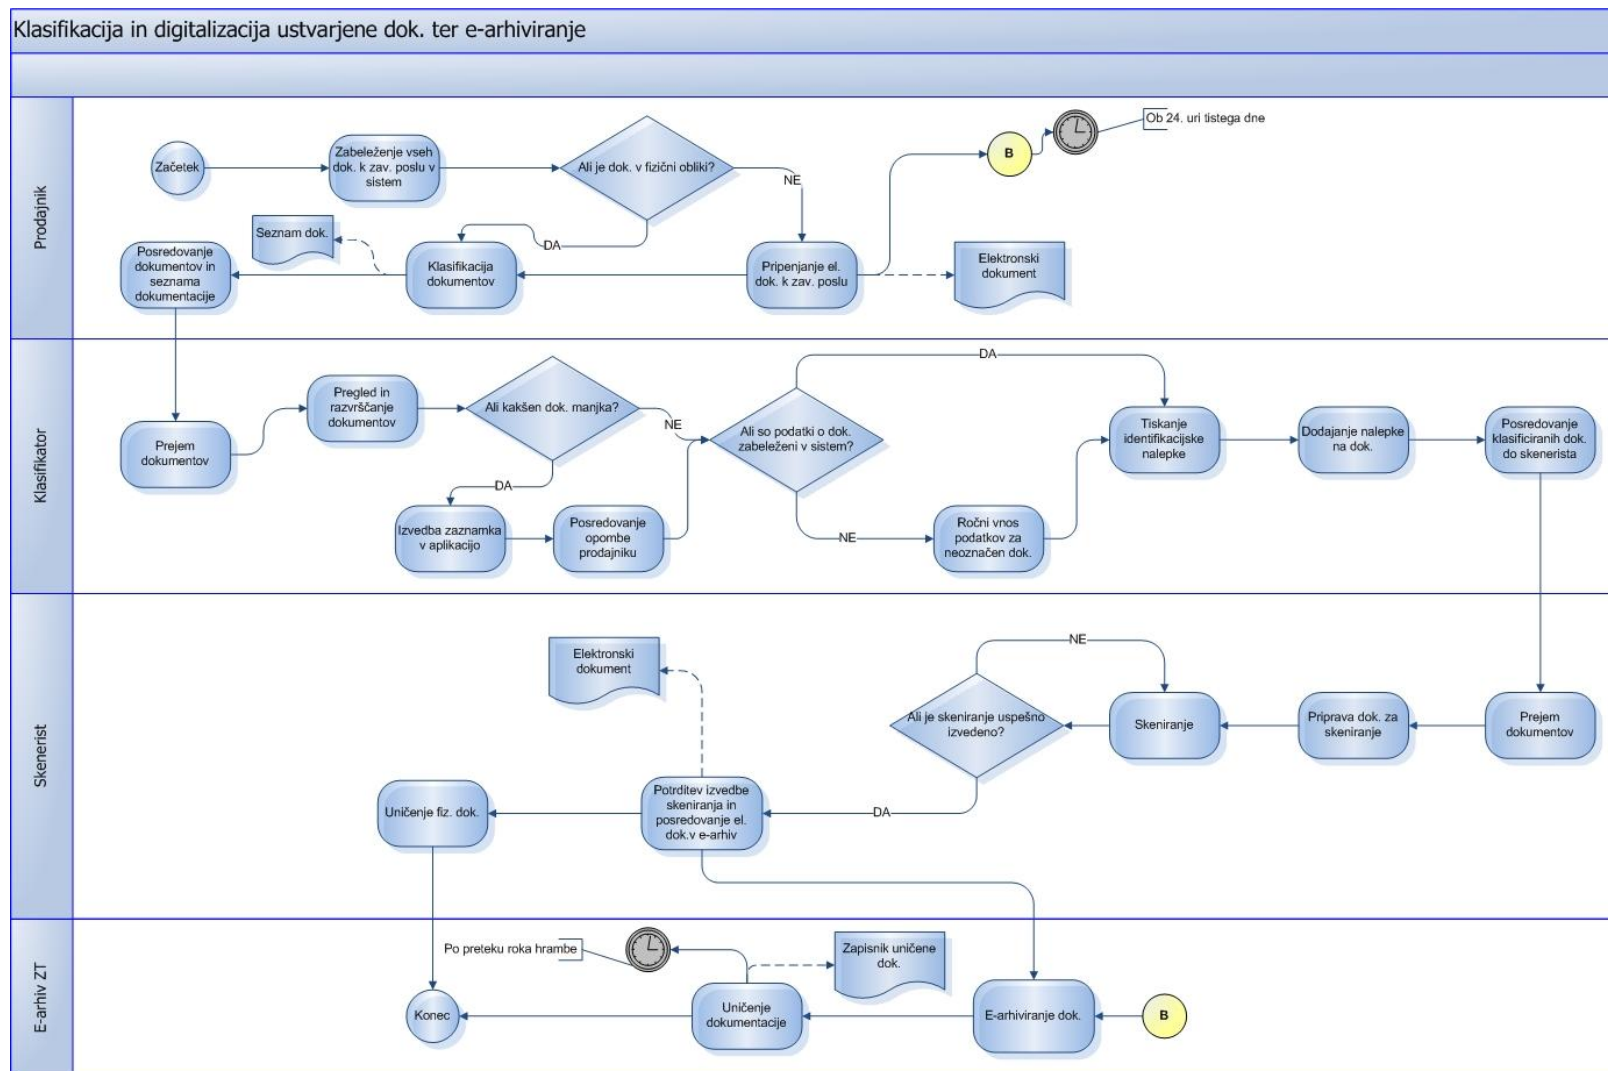 Klasifikacija in digitalizacija ustvarjene dok. ter e-arhiviranje
Prodajnik
Začetek
Zabeleženje vseh
dok. k zav. poslu v
sistem
Ali je dok. v fizični obliki?
NE
DA
B
Ob 24. uri tistega dne
Seznam dok.
Posredovanje
dokumentov in
seznama
dokumentacije
Klasifikacija
dokumentov
Pripenjanje el.
dok. k zav. poslu
Elektronski
dokument
Klasifikator
Prejem
dokumentov
Pregled in
razvrščanje
dokumentov
Ali kakšen dok. manjka?
NE
DA
Izvedba zaznamka
v aplikacijo
Posredovanje
opombe
prodajniku
Ali so podatki o dok.
zabeleženi v sistem?
DA
NE
Ročni vnos
podatkov za
neoznačen dok.
Tiskanje
identifikacijske
nalepke
Dodajanje nalepke
na dok.
Posredovanje
klasificiranih dok.
do skenerista
Skenerist
Elektronski
dokument
NE
Ali je skeniranje uspešno
izvedeno?
Skeniranje
Priprava dok. za
skeniranje
Prejem
dokumentov
DA
Potrditev izvedbe
skeniranja in
posredovanje el.
dok.v e-arhiv
Uničenje fiz. dok.
E-arhiv ZT
Po preteku roka hrambe
Zapisnik uničene
dok.
Konec
Uničenje
dokumentacije
E-arhiviranje dok.
B